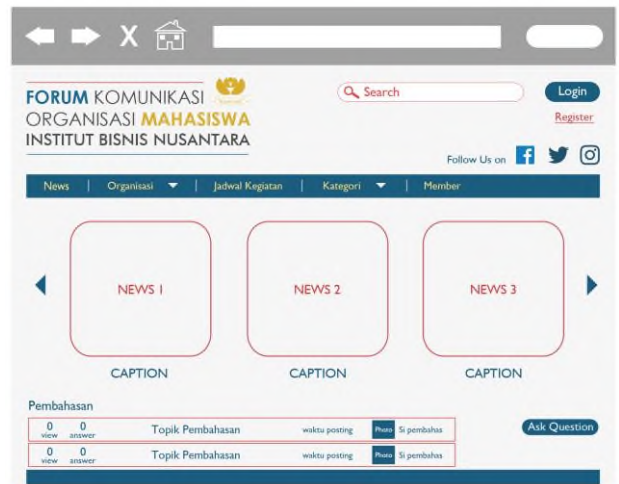 X
FORUM KOMUNIKASI
ORGANISASI MAHASISWA
INSTITUT BISNIS NUSANTARA
Search
Login
Register
Follow Us on
News | Organisasi | Jadwal Kegiatan | Kategori | Member
NEWS 1 NEWS 2 NEWS 3
CAPTION CAPTION CAPTION
Pembahasan
0 view 0 answer Topik Pembahasan waktu posting Photo Si pembahas Ask Question
0 view 0 answer Topik Pembahasan waktu posting Photo Si pembahas